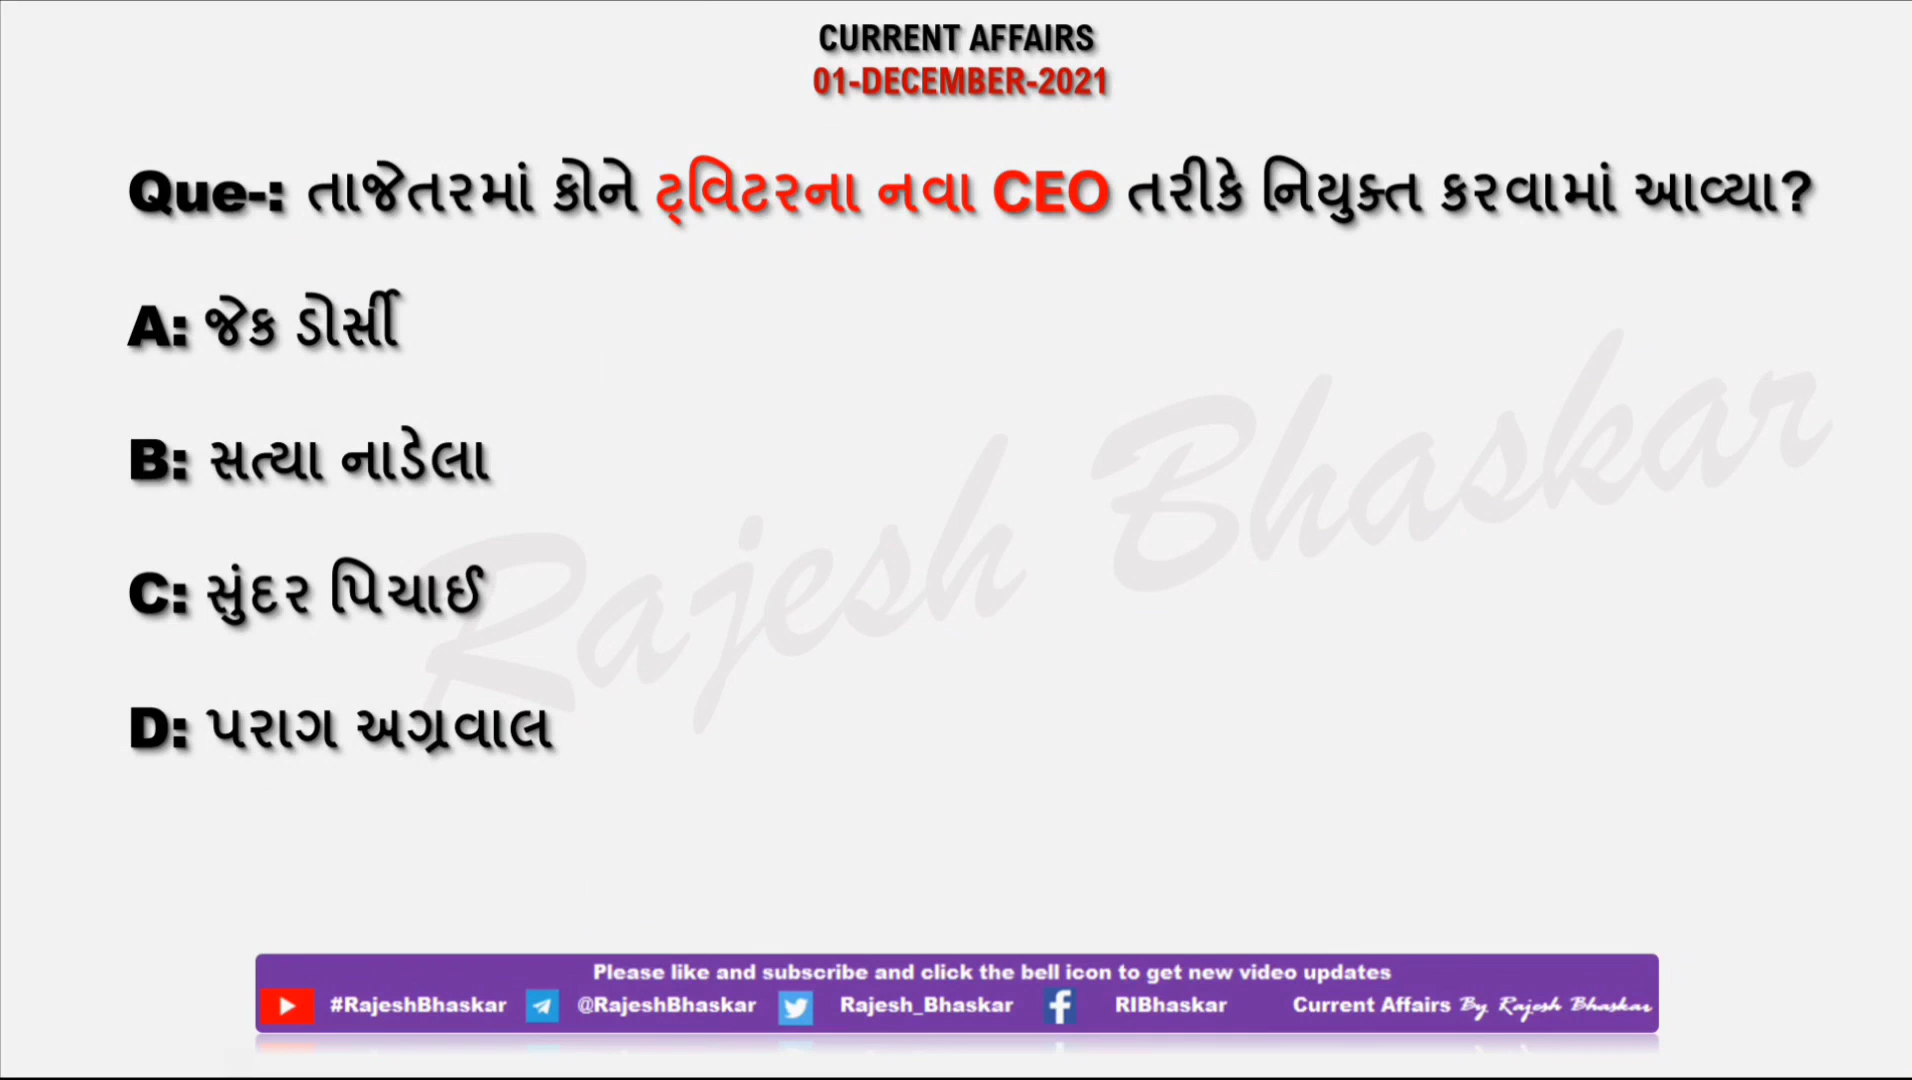 CURRENT AFFAIRS
01-DECEMBER-2021
Que-: તાજેતરમાં કોને ટ્વિટરના નવા CEO તરીકે નિયુક્ત કરવામાં આવ્યા?
A: જેક ડોર્સી
B: સત્યા નાડેલા
C: સુંદર પિચાઈ
D: પરાગ અગ્રવાલ
Rajesh Bhaskar
Please like and subscribe and click the bell icon to get new video updates
#RajeshBhaskar @RajeshBhaskar Rajesh_Bhaskar RIBhaskar Current Affairs By Rajesh Bhaskar